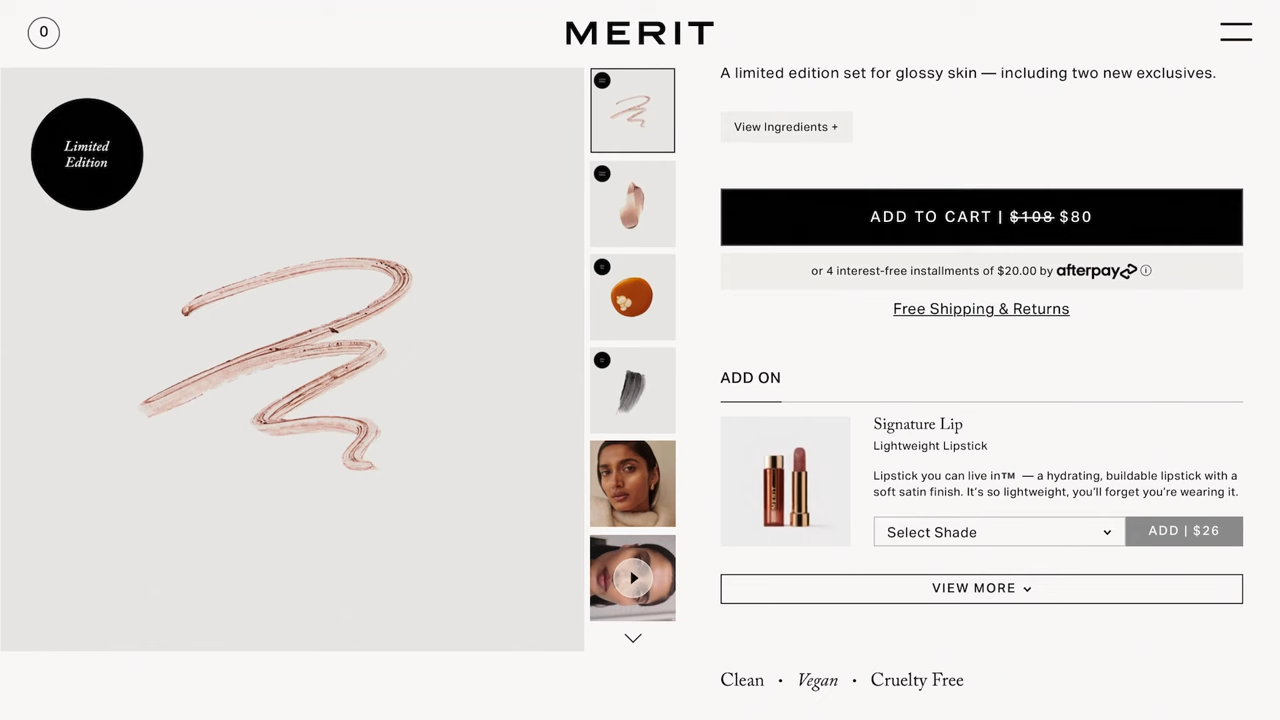 0
MERIT
Limited
Edition
A limited edition set for glossy skin — including two new exclusives.
View Ingredients +
ADD TO CART | $108 $80
or 4 interest-free installments of $20.00 by afterpay
Free Shipping & Returns
ADD ON
Signature Lip
Lightweight Lipstick
Lipstick you can live in™ — a hydrating, buildable lipstick with a
soft satin finish. It's so lightweight, you'll forget you're wearing it.
Select Shade
ADD | $26
VIEW MORE
Clean • Vegan • Cruelty Free